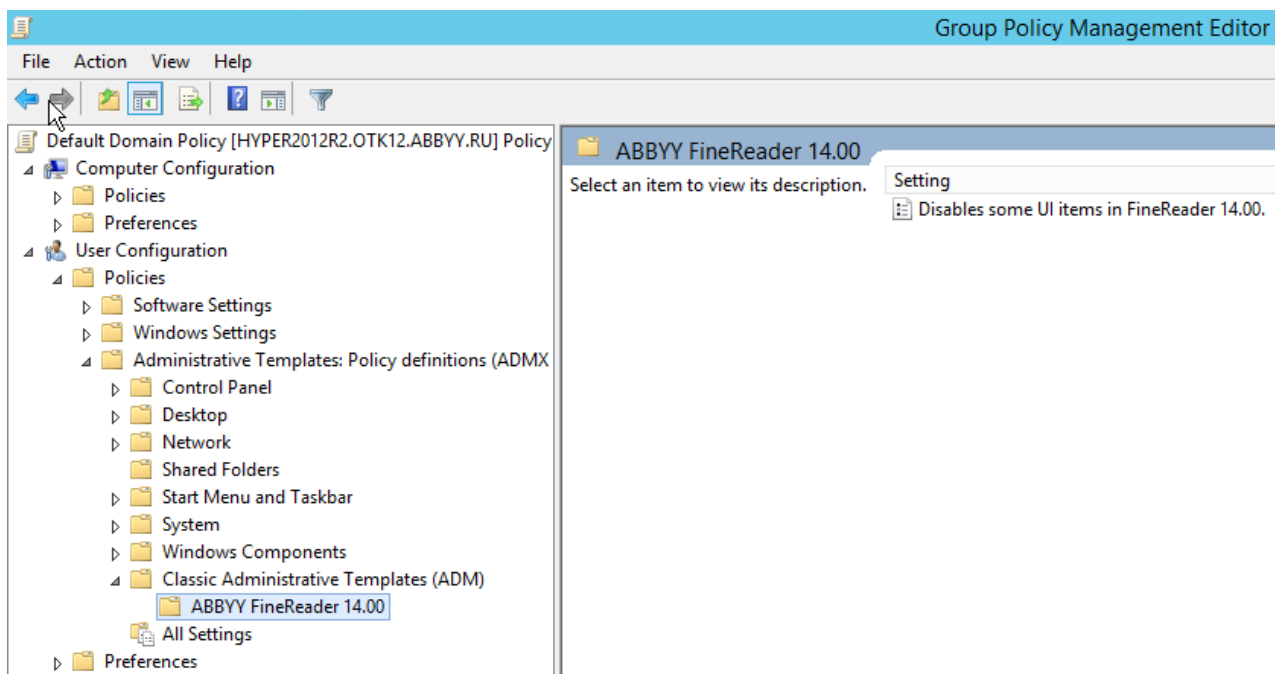 Group Policy Management Editor
File Action View Help
Default Domain Policy [HYPER2012R2.OTK12.ABBYY.RU] Policy
Computer Configuration
Policies
Preferences
User Configuration
Policies
Software Settings
Windows Settings
Administrative Templates: Policy definitions (ADMX
Control Panel
Desktop
Network
Shared Folders
Start Menu and Taskbar
System
Windows Components
Classic Administrative Templates (ADM)
ABBYY FineReader 14.00
All Settings
Preferences
ABBYY FineReader 14.00
Select an item to view its description.
Setting
Disables some UI items in FineReader 14.00.